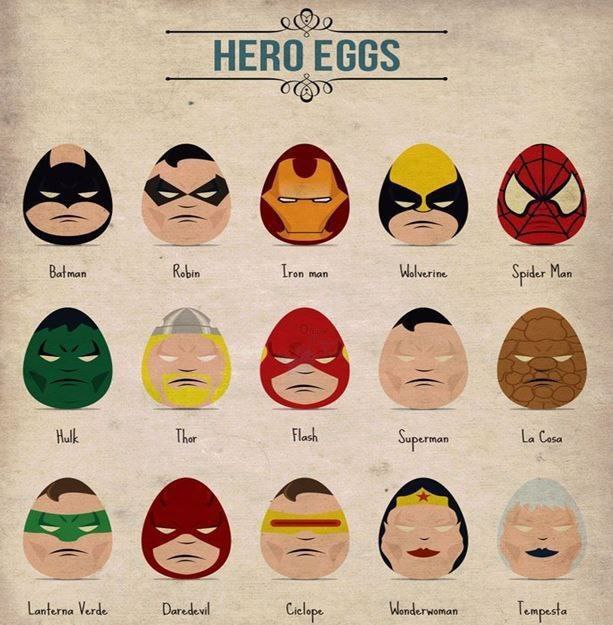 HERO EGGS
Batman Robin Iron man Wolverine Spider Man
Hulk Thor Flash Superman La Cosa
Lanterna Verde Daredevil Ciclope Wonderwoman Tempesta